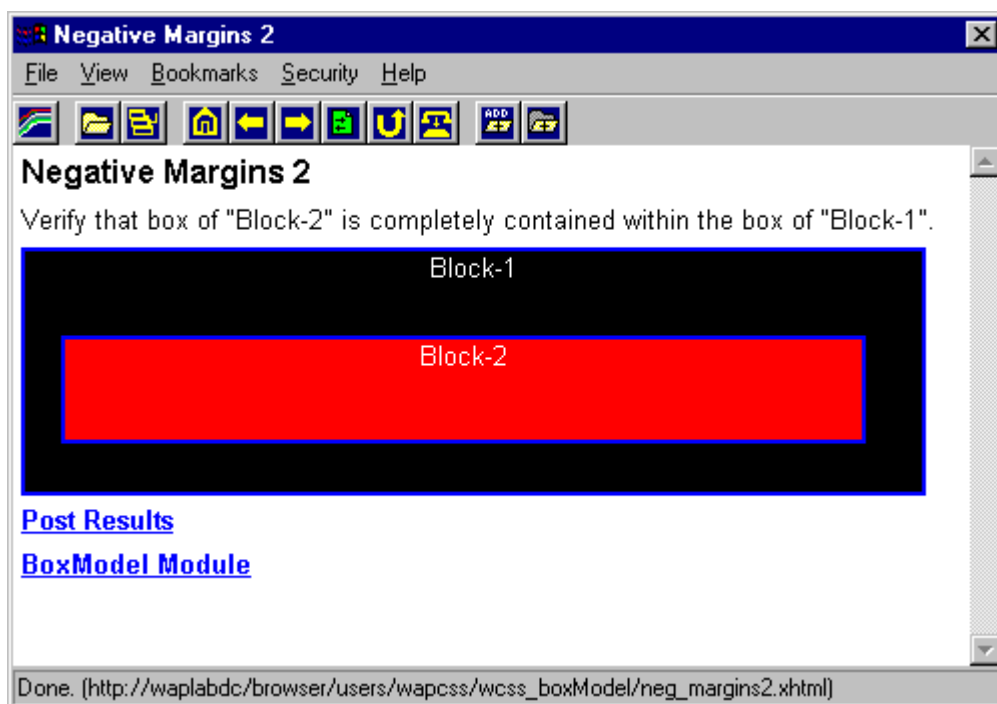 Negative Margins 2
File View Bookmarks Security Help
ADD
Negative Margins 2
Verify that box of "Block-2" is completely contained within the box of "Block-1".
Block-1
Block-2
Post Results
BoxModel Module
Done. (http://waplabdc/browser/users/wapcss/wcss_boxModel/neg_margins2.xhtml)